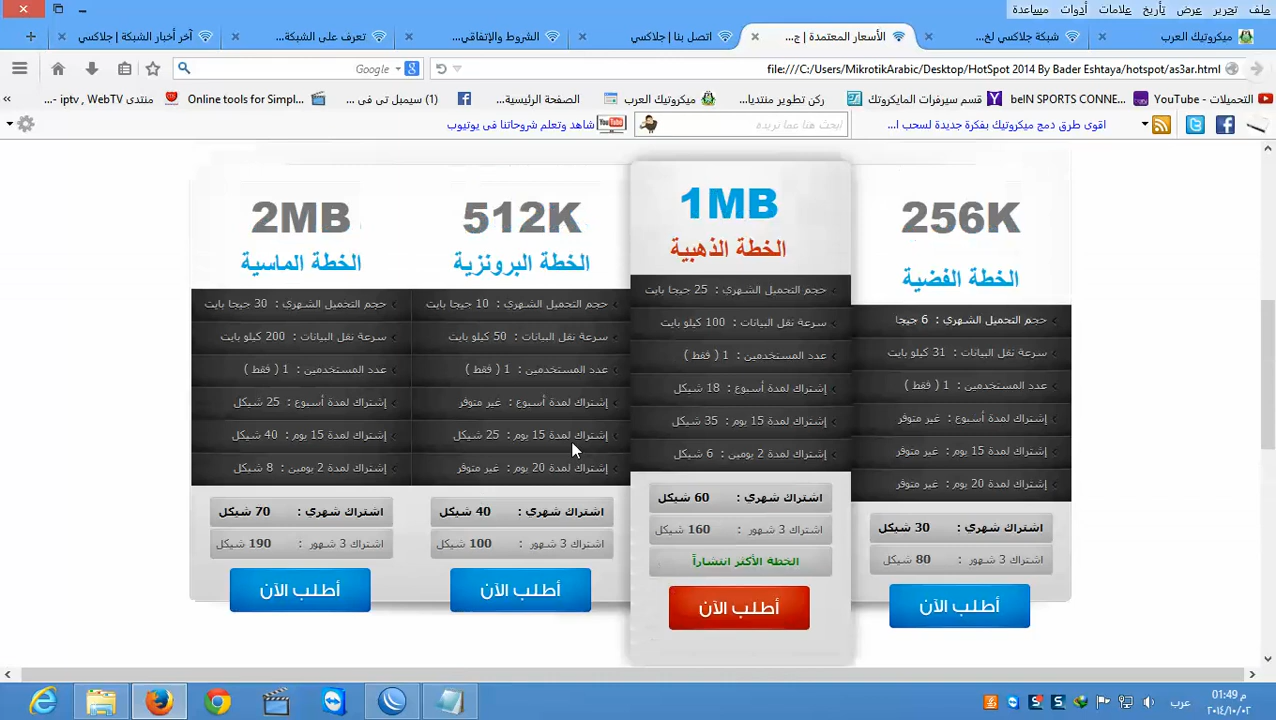 ملف تحرير عرض تأريخ علامات أدوات مساعدة
ميكروتيك العرب
شبكة جلاكسي لخ...
الأسعار المعتمدة | ج...
اتصل بنا | جلاكسي
الشروط والإتفاقي...
تعرف على الشبكة...
آخر أخبار الشبكة | جلاكسي
file:///C:/Users/MikrotikArabic/Desktop/HotSpot 2014 By Bader Eshtaya/hotspot/as3ar.html
Google
التحميلات - YouTube
beIN SPORTS CONNE...
قسم سيرفرات المايكروتك
ركن تطوير منتديا...
ميكروتيك العرب
الصفحة الرئيسية...
(1) سيمبل تى فى ...
Online tools for Simpl...
منتدى iptv , WebTV - ...
اقوى طرق دمج ميكروتيك بفكرة جديدة لسحب ا...
ابحث هنا عما تريده
شاهد وتعلم شروحاتنا فى يوتيوب
256K
الخطة الفضية
حجم التحميل الشهري : 6 جيجا
سرعة نقل البيانات : 31 كيلو بايت
عدد المستخدمين : 1 ( فقط )
إشتراك لمدة أسبوع : غير متوفر
إشتراك لمدة 15 يوم : غير متوفر
إشتراك لمدة 20 يوم : غير متوفر
اشتراك شهري : 30 شيكل
اشتراك 3 شهور : 80 شيكل
أطلب الآن
1MB
الخطة الذهبية
حجم التحميل الشهري : 25 جيجا بايت
سرعة نقل البيانات : 100 كيلو بايت
عدد المستخدمين : 1 ( فقط )
إشتراك لمدة أسبوع : 18 شيكل
إشتراك لمدة 15 يوم : 35 شيكل
إشتراك لمدة 2 يومين : 6 شيكل
اشتراك شهري : 60 شيكل
اشتراك 3 شهور : 160 شيكل
الخطة الأكثر انتشاراً
أطلب الآن
512K
الخطة البرونزية
حجم التحميل الشهري : 10 جيجا بايت
سرعة نقل البيانات : 50 كيلو بايت
عدد المستخدمين : 1 ( فقط )
إشتراك لمدة أسبوع : غير متوفر
إشتراك لمدة 15 يوم : 25 شيكل
إشتراك لمدة 20 يوم : غير متوفر
اشتراك شهري : 40 شيكل
اشتراك 3 شهور : 100 شيكل
أطلب الآن
2MB
الخطة الماسية
حجم التحميل الشهري : 30 جيجا بايت
سرعة نقل البيانات : 200 كيلو بايت
عدد المستخدمين : 1 ( فقط )
إشتراك لمدة أسبوع : 25 شيكل
إشتراك لمدة 15 يوم : 40 شيكل
إشتراك لمدة 2 يومين : 8 شيكل
اشتراك شهري : 70 شيكل
اشتراك 3 شهور : 190 شيكل
أطلب الآن
عرب
01:49 م
٢٠١٤/١٠/٠٢